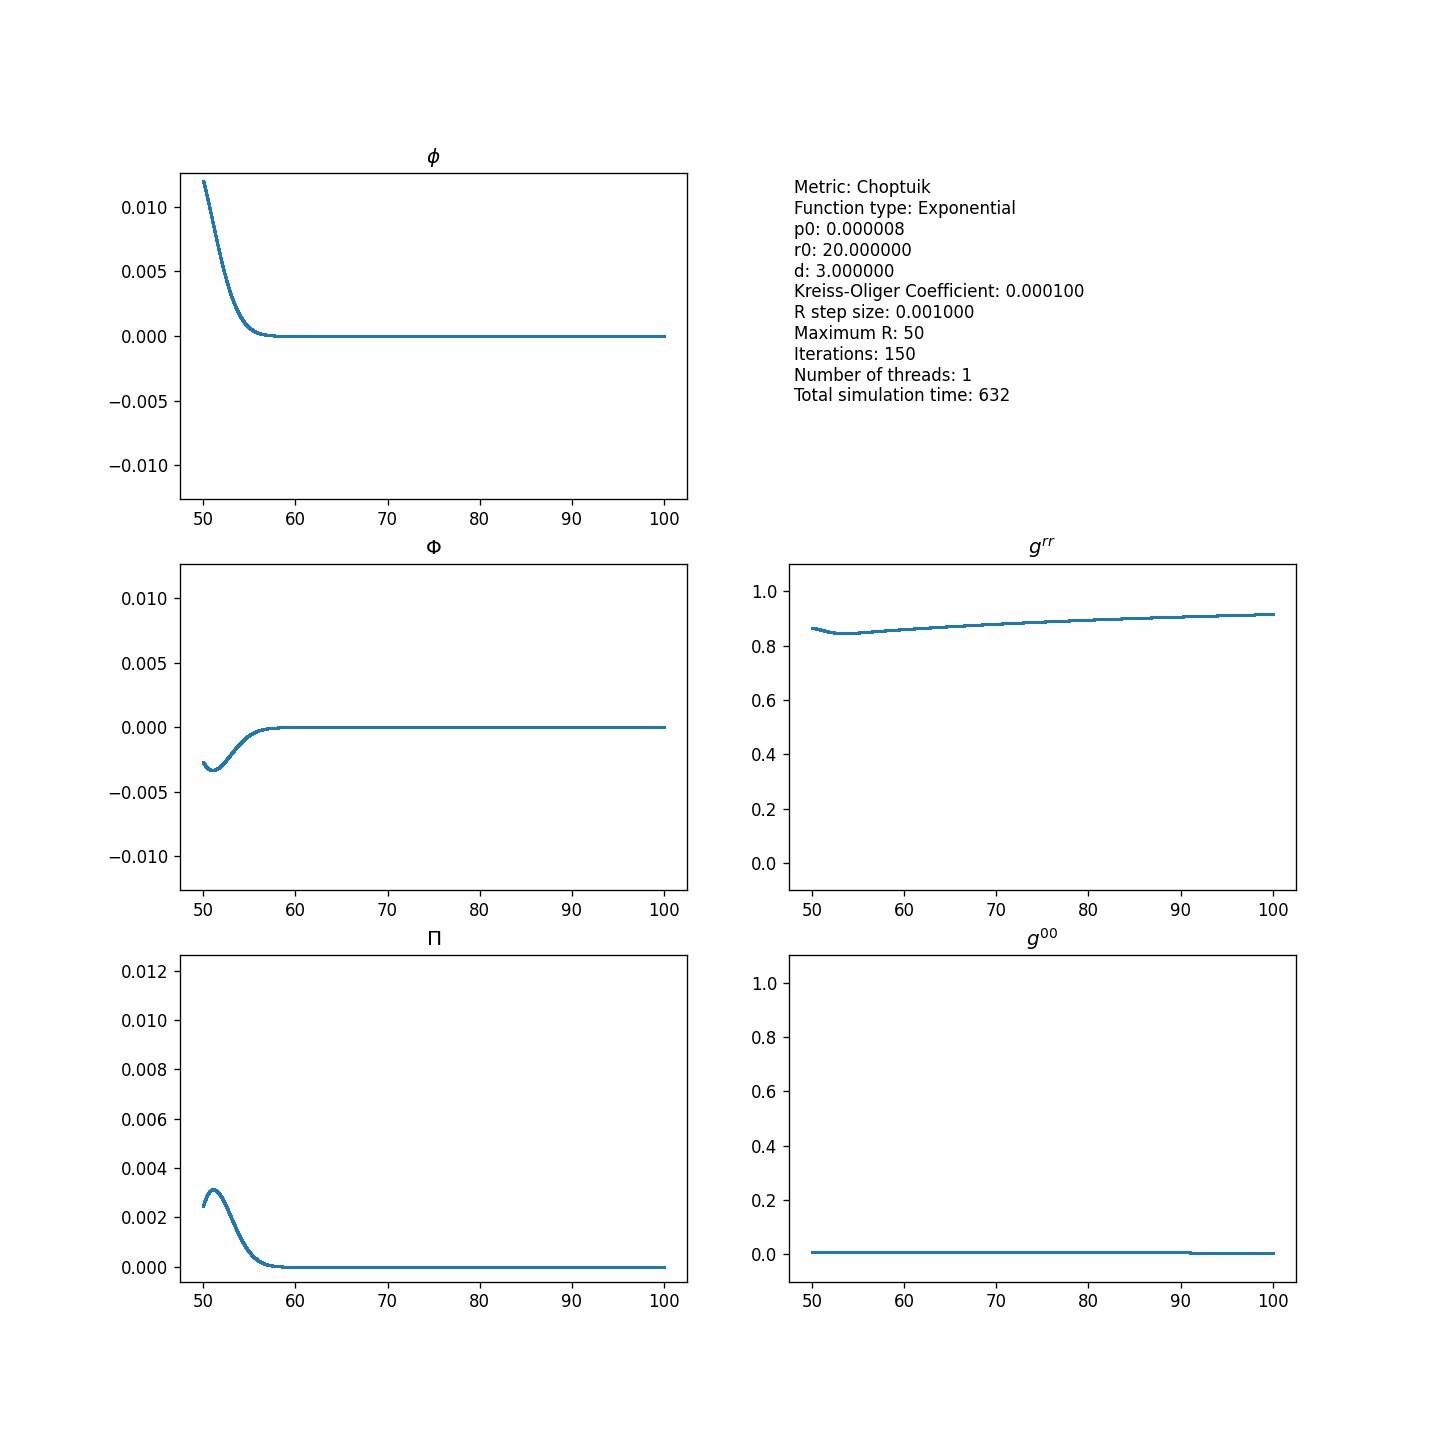 ϕ
0.010
0.005
0.000
−0.005
−0.010
50 60 70 80 90 100
Metric: Choptuik
Function type: Exponential
p0: 0.000008
r0: 20.000000
d: 3.000000
Kreiss-Oliger Coefficient: 0.000100
R step size: 0.001000
Maximum R: 50
Iterations: 150
Number of threads: 1
Total simulation time: 632
Φ
0.010
0.005
0.000
−0.005
−0.010
50 60 70 80 90 100
g^{rr}
1.0
0.8
0.6
0.4
0.2
0.0
50 60 70 80 90 100
Π
0.012
0.010
0.008
0.006
0.004
0.002
0.000
50 60 70 80 90 100
g^{00}
1.0
0.8
0.6
0.4
0.2
0.0
50 60 70 80 90 100